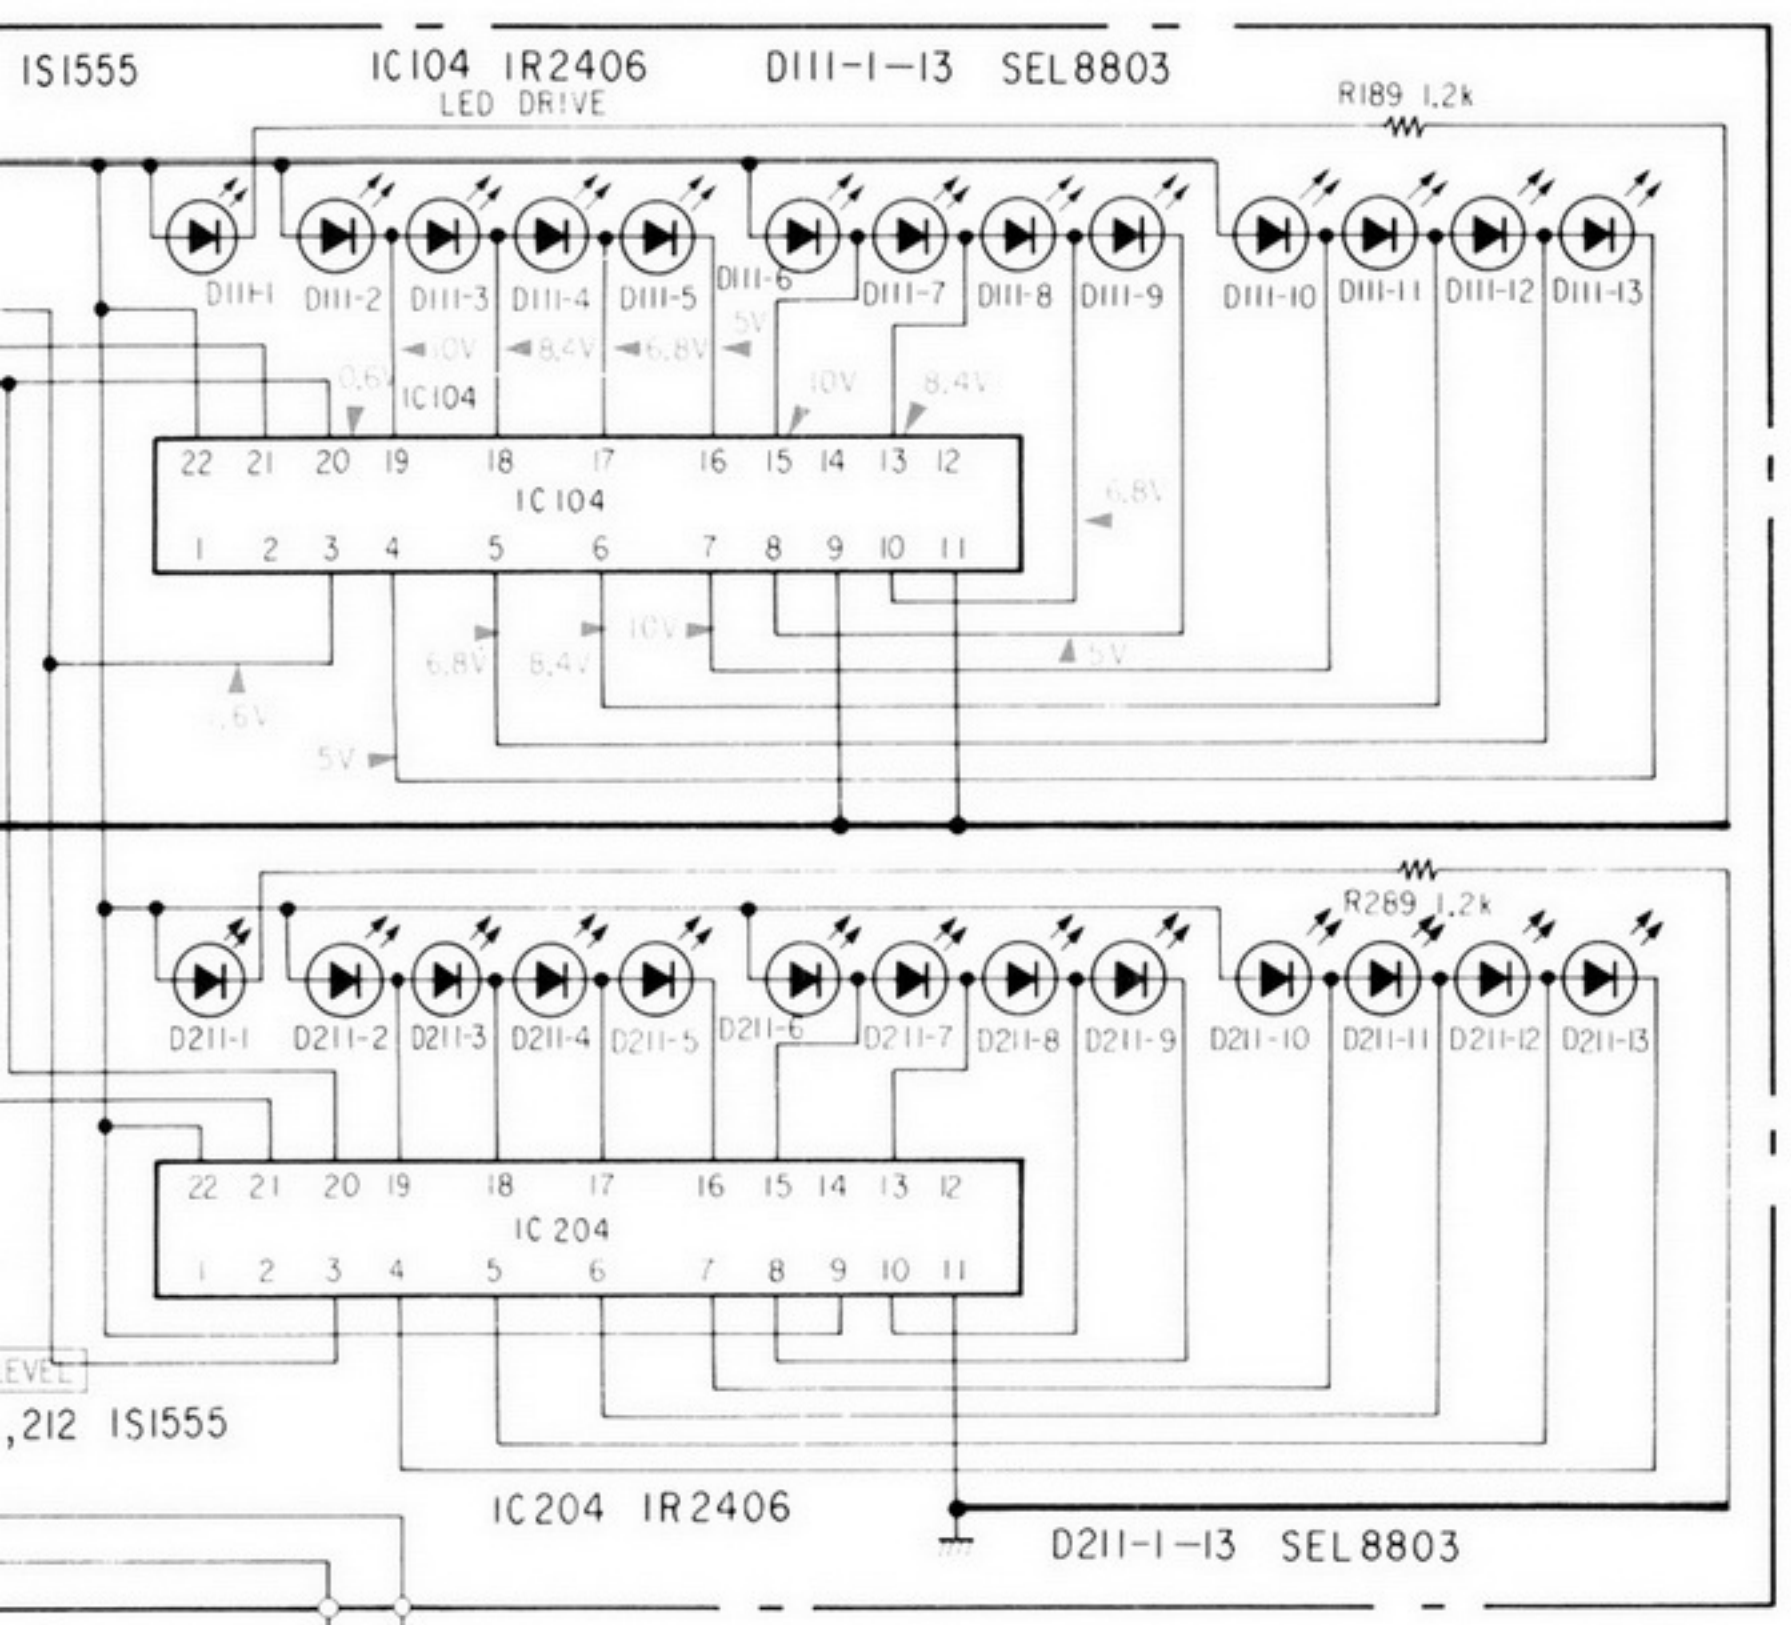 1S1555
IC104 IR2406
LED DRIVE
D111-1-13 SEL8803
R189 1.2k
D111-1 D111-2 D111-3 D111-4 D111-5 D111-6 D111-7 D111-8 D111-9 D111-10 D111-11 D111-12 D111-13
5V
8.4V 6.8V
0.6V 10V 8.4V
IC104
22 21 20 19 18 17 16 15 14 13 12
6.8V
IC104
1 2 3 4 5 6 7 8 9 10 11
10V
6.8V 8.4V 5V
5V
R289 1.2k
D211-1 D211-2 D211-3 D211-4 D211-5 D211-6 D211-7 D211-8 D211-9 D211-10 D211-11 D211-12 D211-13
22 21 20 19 18 17 16 15 14 13 12
IC204
1 2 3 4 5 6 7 8 9 10 11
LEVEL
,212 1S1555
IC204 IR2406
D211-1-13 SEL8803